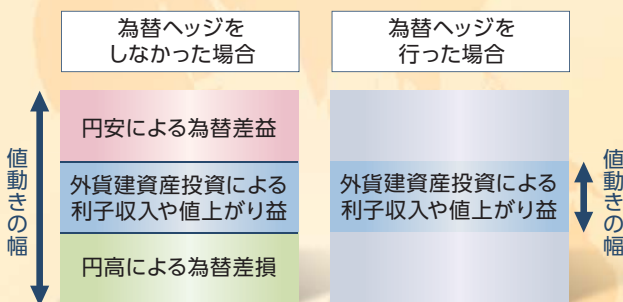 為替ヘッジを
しなかった場合
為替ヘッジを
行った場合
値動きの幅
円安による為替差益
外貨建資産投資による
利子収入や値上がり益
円高による為替差損
外貨建資産投資による
利子収入や値上がり益
値動きの幅